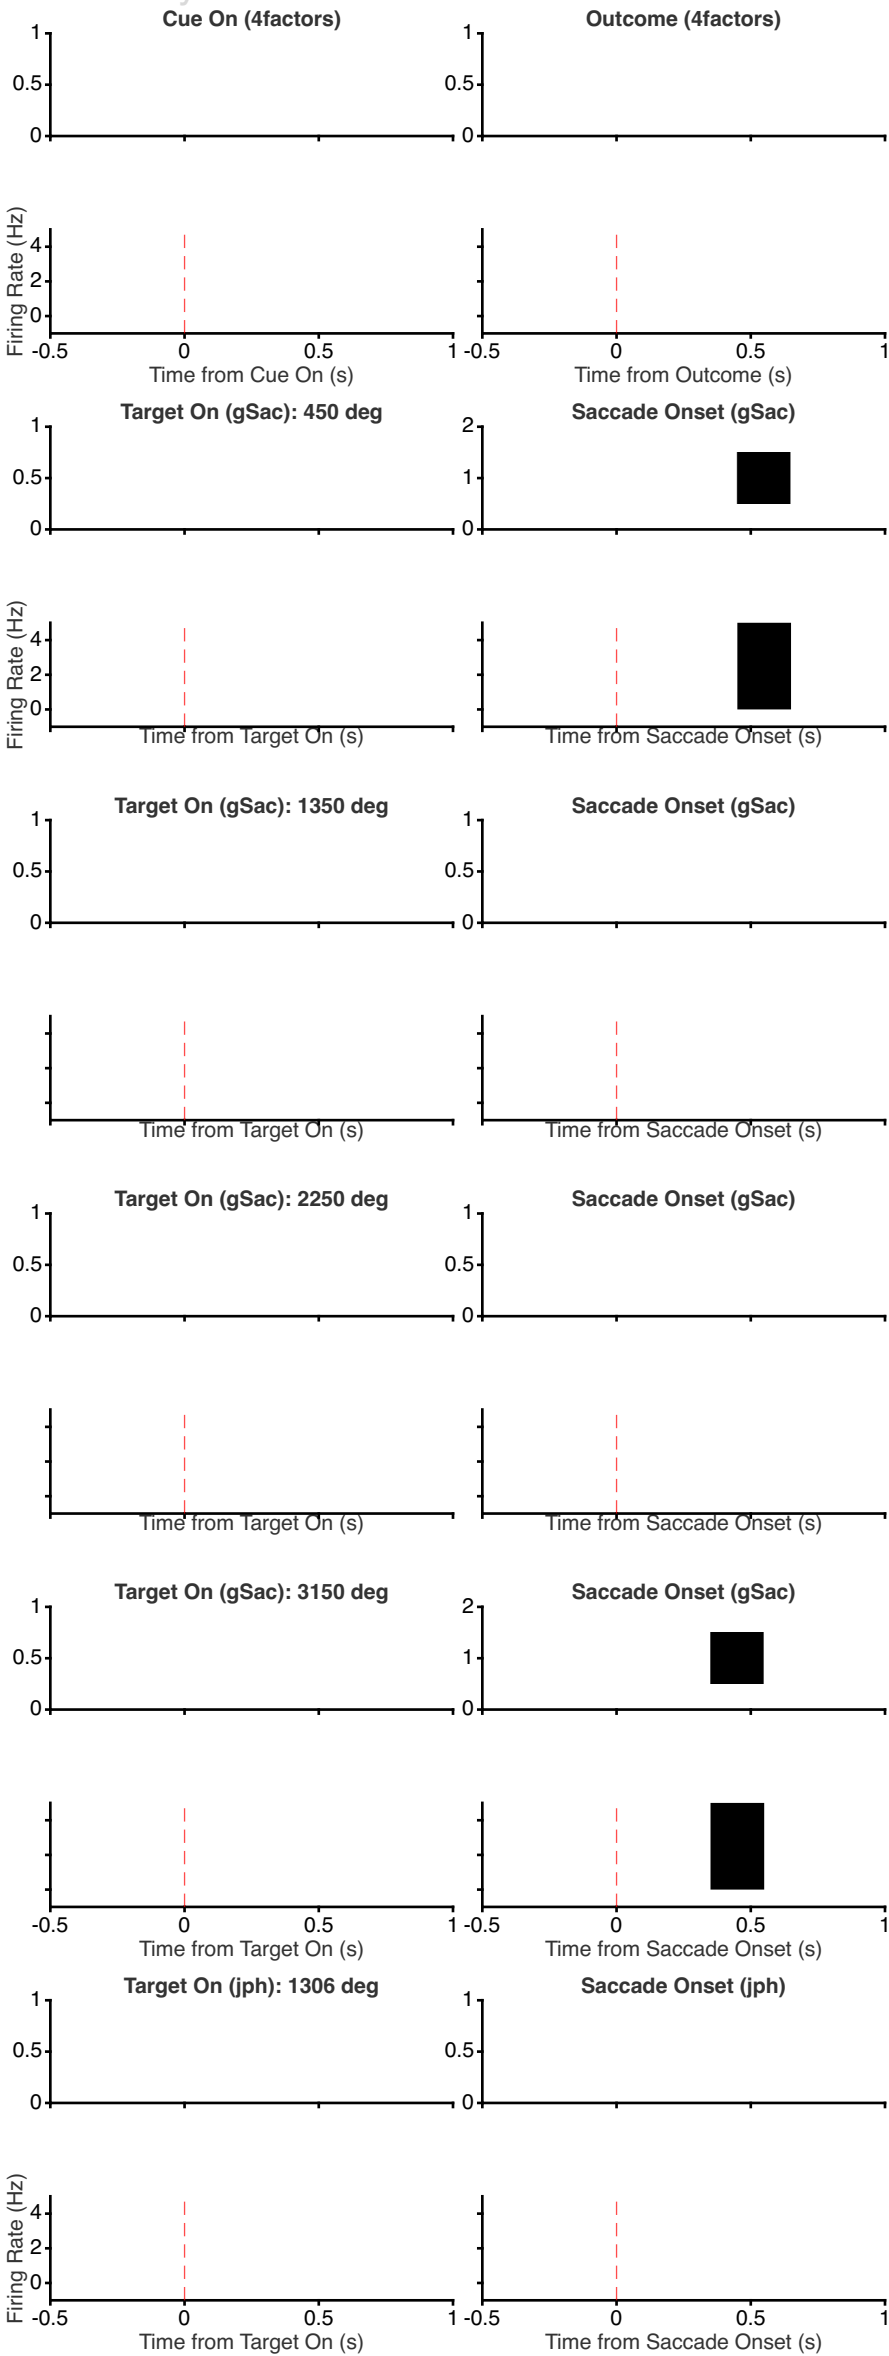 Cue On (4factors) Outcome (4factors)
1 1
0.5 0.5
0 0
Firing Rate (Hz)
4
2
0
-0.5 0 0.5 1 -0.5 0 0.5 1
Time from Cue On (s) Time from Outcome (s)
Target On (gSac): 450 deg Saccade Onset (gSac)
1 2
0.5 1
0 0
Firing Rate (Hz)
4
2
0
Time from Target On (s) Time from Saccade Onset (s)
Target On (gSac): 1350 deg Saccade Onset (gSac)
1 1
0.5 0.5
0 0
Time from Target On (s) Time from Saccade Onset (s)
Target On (gSac): 2250 deg Saccade Onset (gSac)
1 1
0.5 0.5
0 0
Time from Target On (s) Time from Saccade Onset (s)
Target On (gSac): 3150 deg Saccade Onset (gSac)
1 2
0.5 1
0 0
-0.5 0 0.5 1 -0.5 0 0.5 1
Time from Target On (s) Time from Saccade Onset (s)
Target On (jph): 1306 deg Saccade Onset (jph)
1 1
0.5 0.5
0 0
Firing Rate (Hz)
4
2
0
-0.5 0 0.5 1 -0.5 0 0.5 1
Time from Target On (s) Time from Saccade Onset (s)